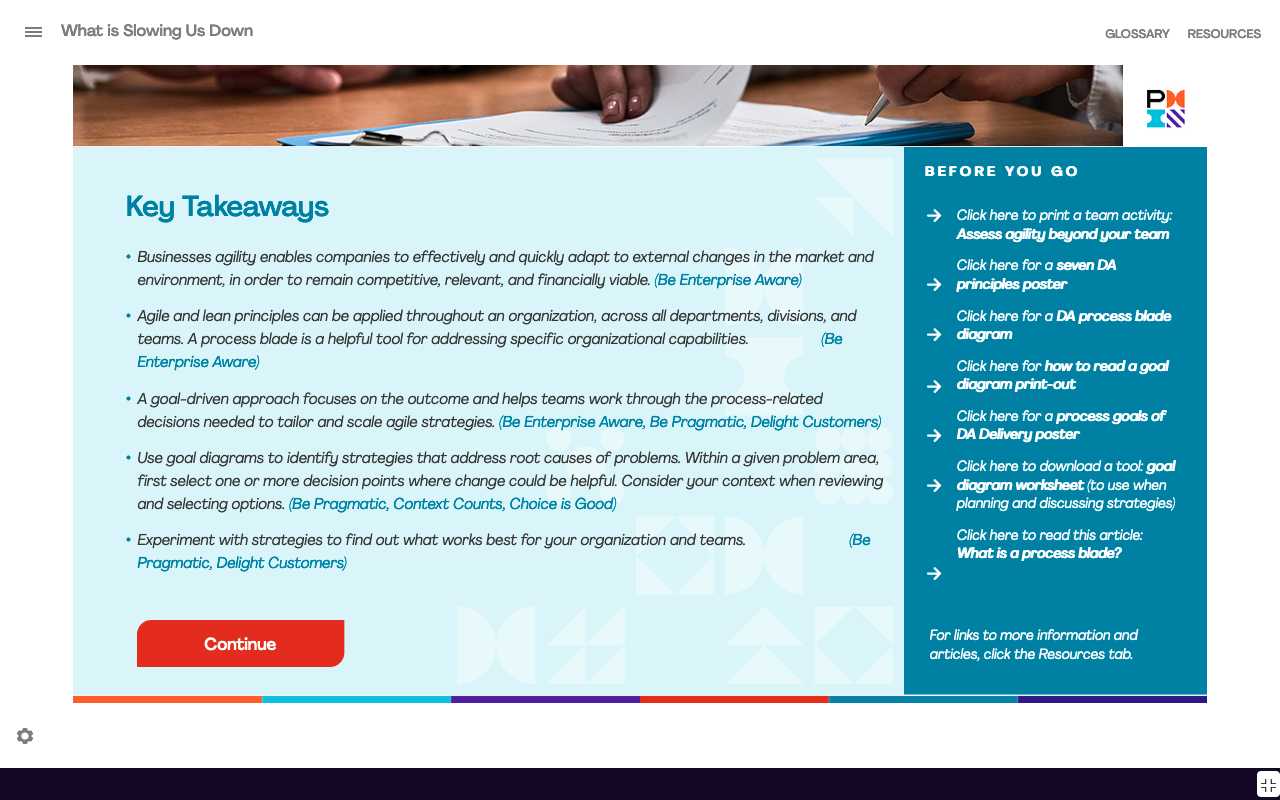 What is Slowing Us Down
GLOSSARY
RESOURCES
Key Takeaways
• Businesses agility enables companies to effectively and quickly adapt to external changes in the market and
environment, in order to remain competitive, relevant, and financially viable. (Be Enterprise Aware)
• Agile and lean principles can be applied throughout an organization, across all departments, divisions, and
teams. A process blade is a helpful tool for addressing specific organizational capabilities. (Be
Enterprise Aware)
• A goal-driven approach focuses on the outcome and helps teams work through the process-related
decisions needed to tailor and scale agile strategies. (Be Enterprise Aware, Be Pragmatic, Delight Customers)
• Use goal diagrams to identify strategies that address root causes of problems. Within a given problem area,
first select one or more decision points where change could be helpful. Consider your context when reviewing
and selecting options. (Be Pragmatic, Context Counts, Choice is Good)
• Experiment with strategies to find out what works best for your organization and teams. (Be
Pragmatic, Delight Customers)
Continue
BEFORE YOU GO
Click here to print a team activity:
Assess agility beyond your team
Click here for a seven DA
principles poster
Click here for a DA process blade
diagram
Click here for how to read a goal
diagram print-out
Click here for a process goals of
DA Delivery poster
Click here to download a tool: goal
diagram worksheet (to use when
planning and discussing strategies)
Click here to read this article:
What is a process blade?
For links to more information and
articles, click the Resources tab.